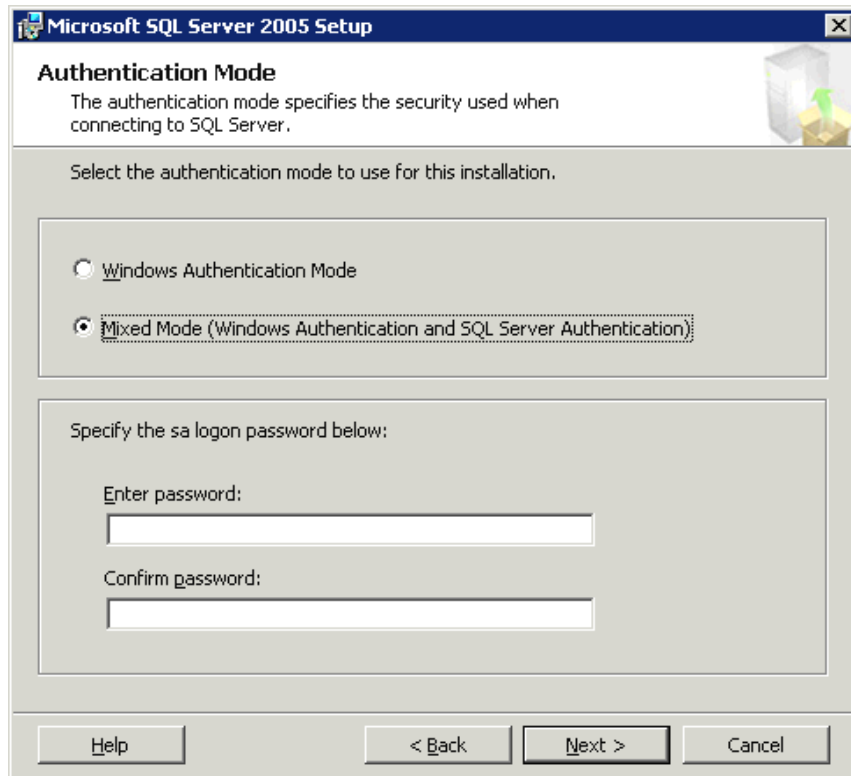 Microsoft SQL Server 2005 Setup
Authentication Mode
The authentication mode specifies the security used when
connecting to SQL Server.
Select the authentication mode to use for this installation.
Windows Authentication Mode
Mixed Mode (Windows Authentication and SQL Server Authentication)
Specify the sa logon password below:
Enter password:
Confirm password:
Help < Back Next > Cancel